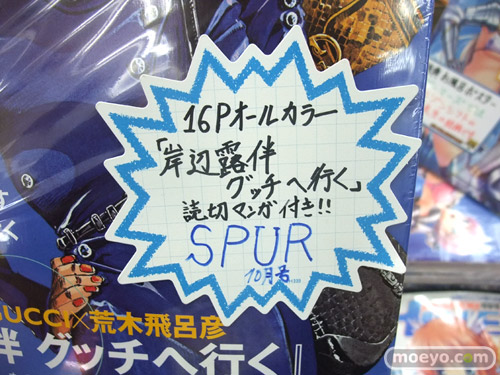 16Pオールカラー
「岸辺露伴
グッチへ行く」
読切マンガ付き!!
SPUR
10月号
GUCCI×荒木飛呂彦
伴 グッチへ行く』
moeyo.com